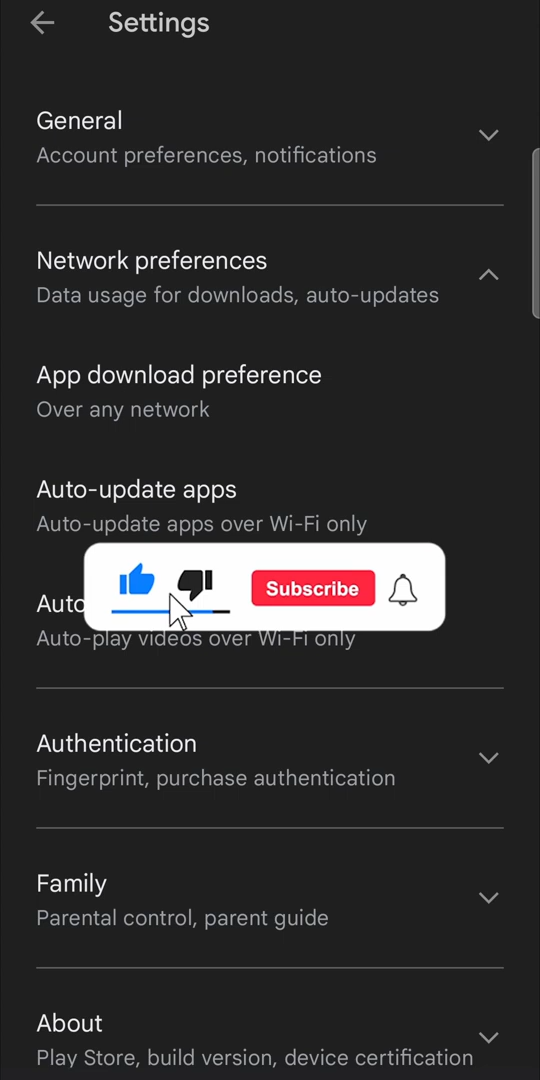 Settings
General
Account preferences, notifications
Network preferences
Data usage for downloads, auto-updates
App download preference
Over any network
Auto-update apps
Auto-update apps over Wi-Fi only
Subscribe
Auto
Auto-play videos over Wi-Fi only
Authentication
Fingerprint, purchase authentication
Family
Parental control, parent guide
About
Play Store, build version, device certification